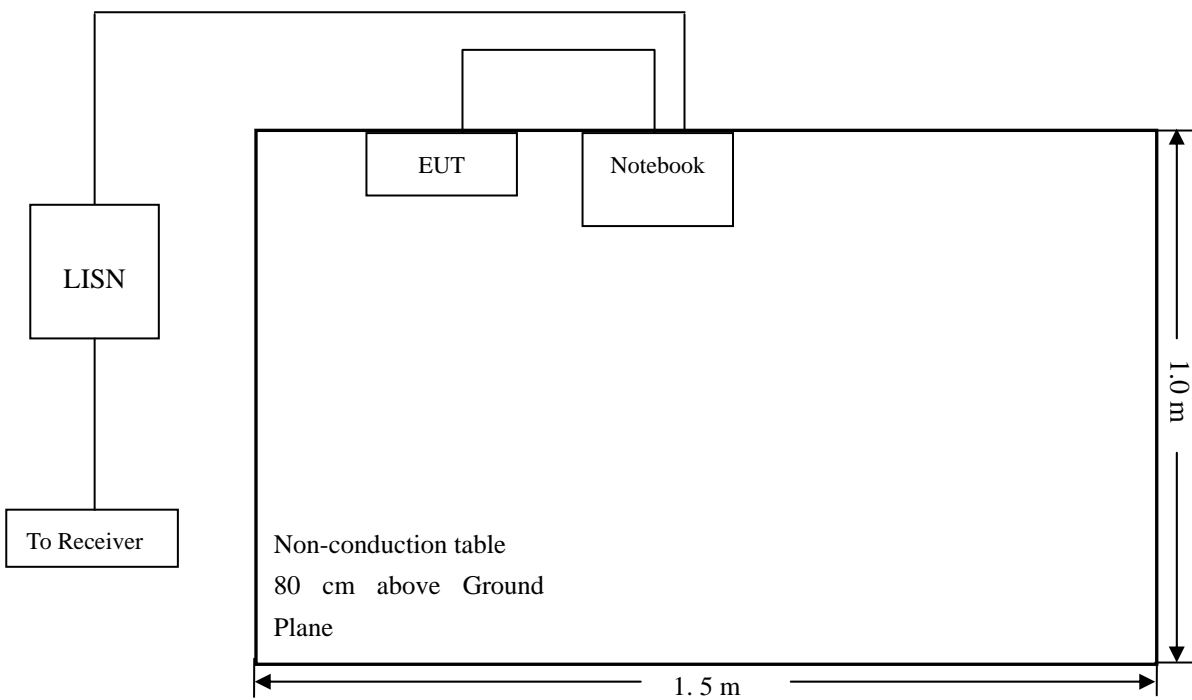 EUT
Notebook
LISN
1.0 m
To Receiver
Non-conduction table
80 cm above Ground
Plane
1. 5 m